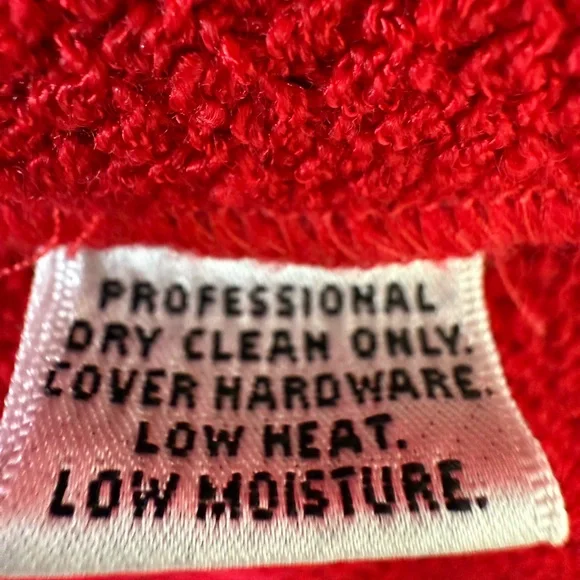 PROFESSIONAL
DRY CLEAN ONLY.
COVER HARDWARE.
LOW HEAT.
LOW MOISTURE.